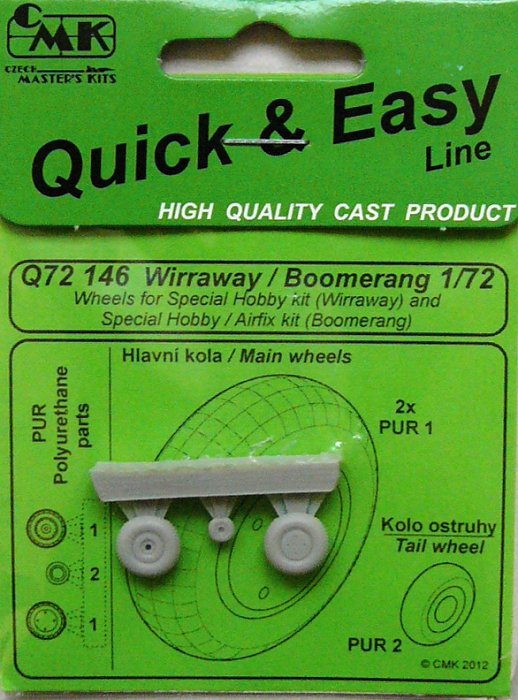 CMK
CZECH
MASTER'S KITS
Quick & Easy
Line
HIGH QUALITY CAST PRODUCT
Q72 146 Wirraway / Boomerang 1/72
Wheels for Special Hobby kit (Wirraway) and
Special Hobby / Airfix kit (Boomerang)
Hlavní kola / Main wheels
PUR
Polyurethane
parts
2x
PUR 1
1
2
1
Kolo ostruhy
Tail wheel
PUR 2
© CMK 2012